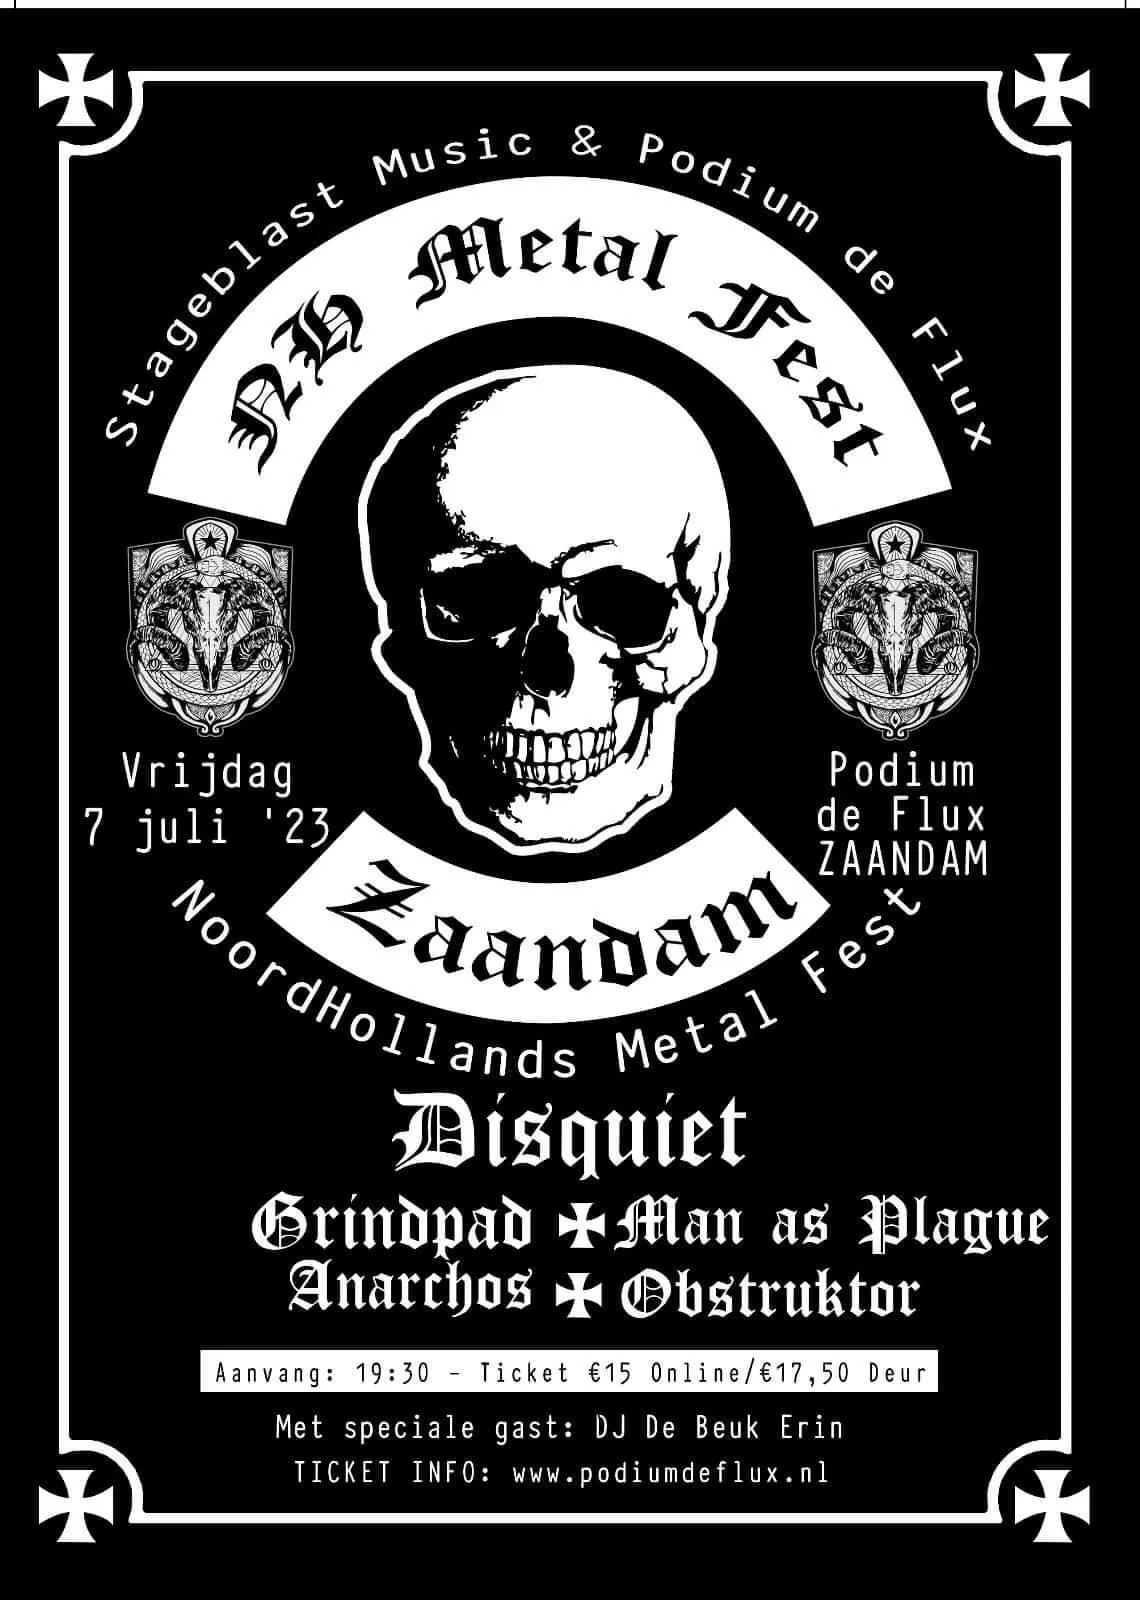 Stageblast Music & Podium de Flux
NH Metal Fest
Vrijdag
7 juli '23
Podium
de Flux
ZAANDAM
Zaandam
NoordHollands Metal Fest
Disquiet
Grindpad ✠ Man as Plague
Anarchos ✠ Obstruktor
Aanvang: 19:30 - Ticket €15 Online/€17,50 Deur
Met speciale gast: DJ De Beuk Erin
TICKET INFO: www.podiumdeflux.nl